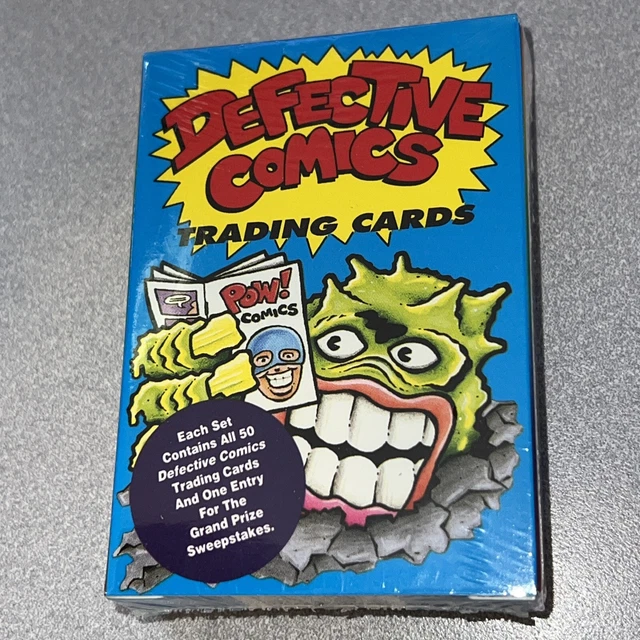 DEFECTIVE
COMICS
TRADING CARDS
POW!
COMICS
Each Set
Contains All 50
Defective Comics
Trading Cards
And One Entry
For The
Grand Prize
Sweepstakes.